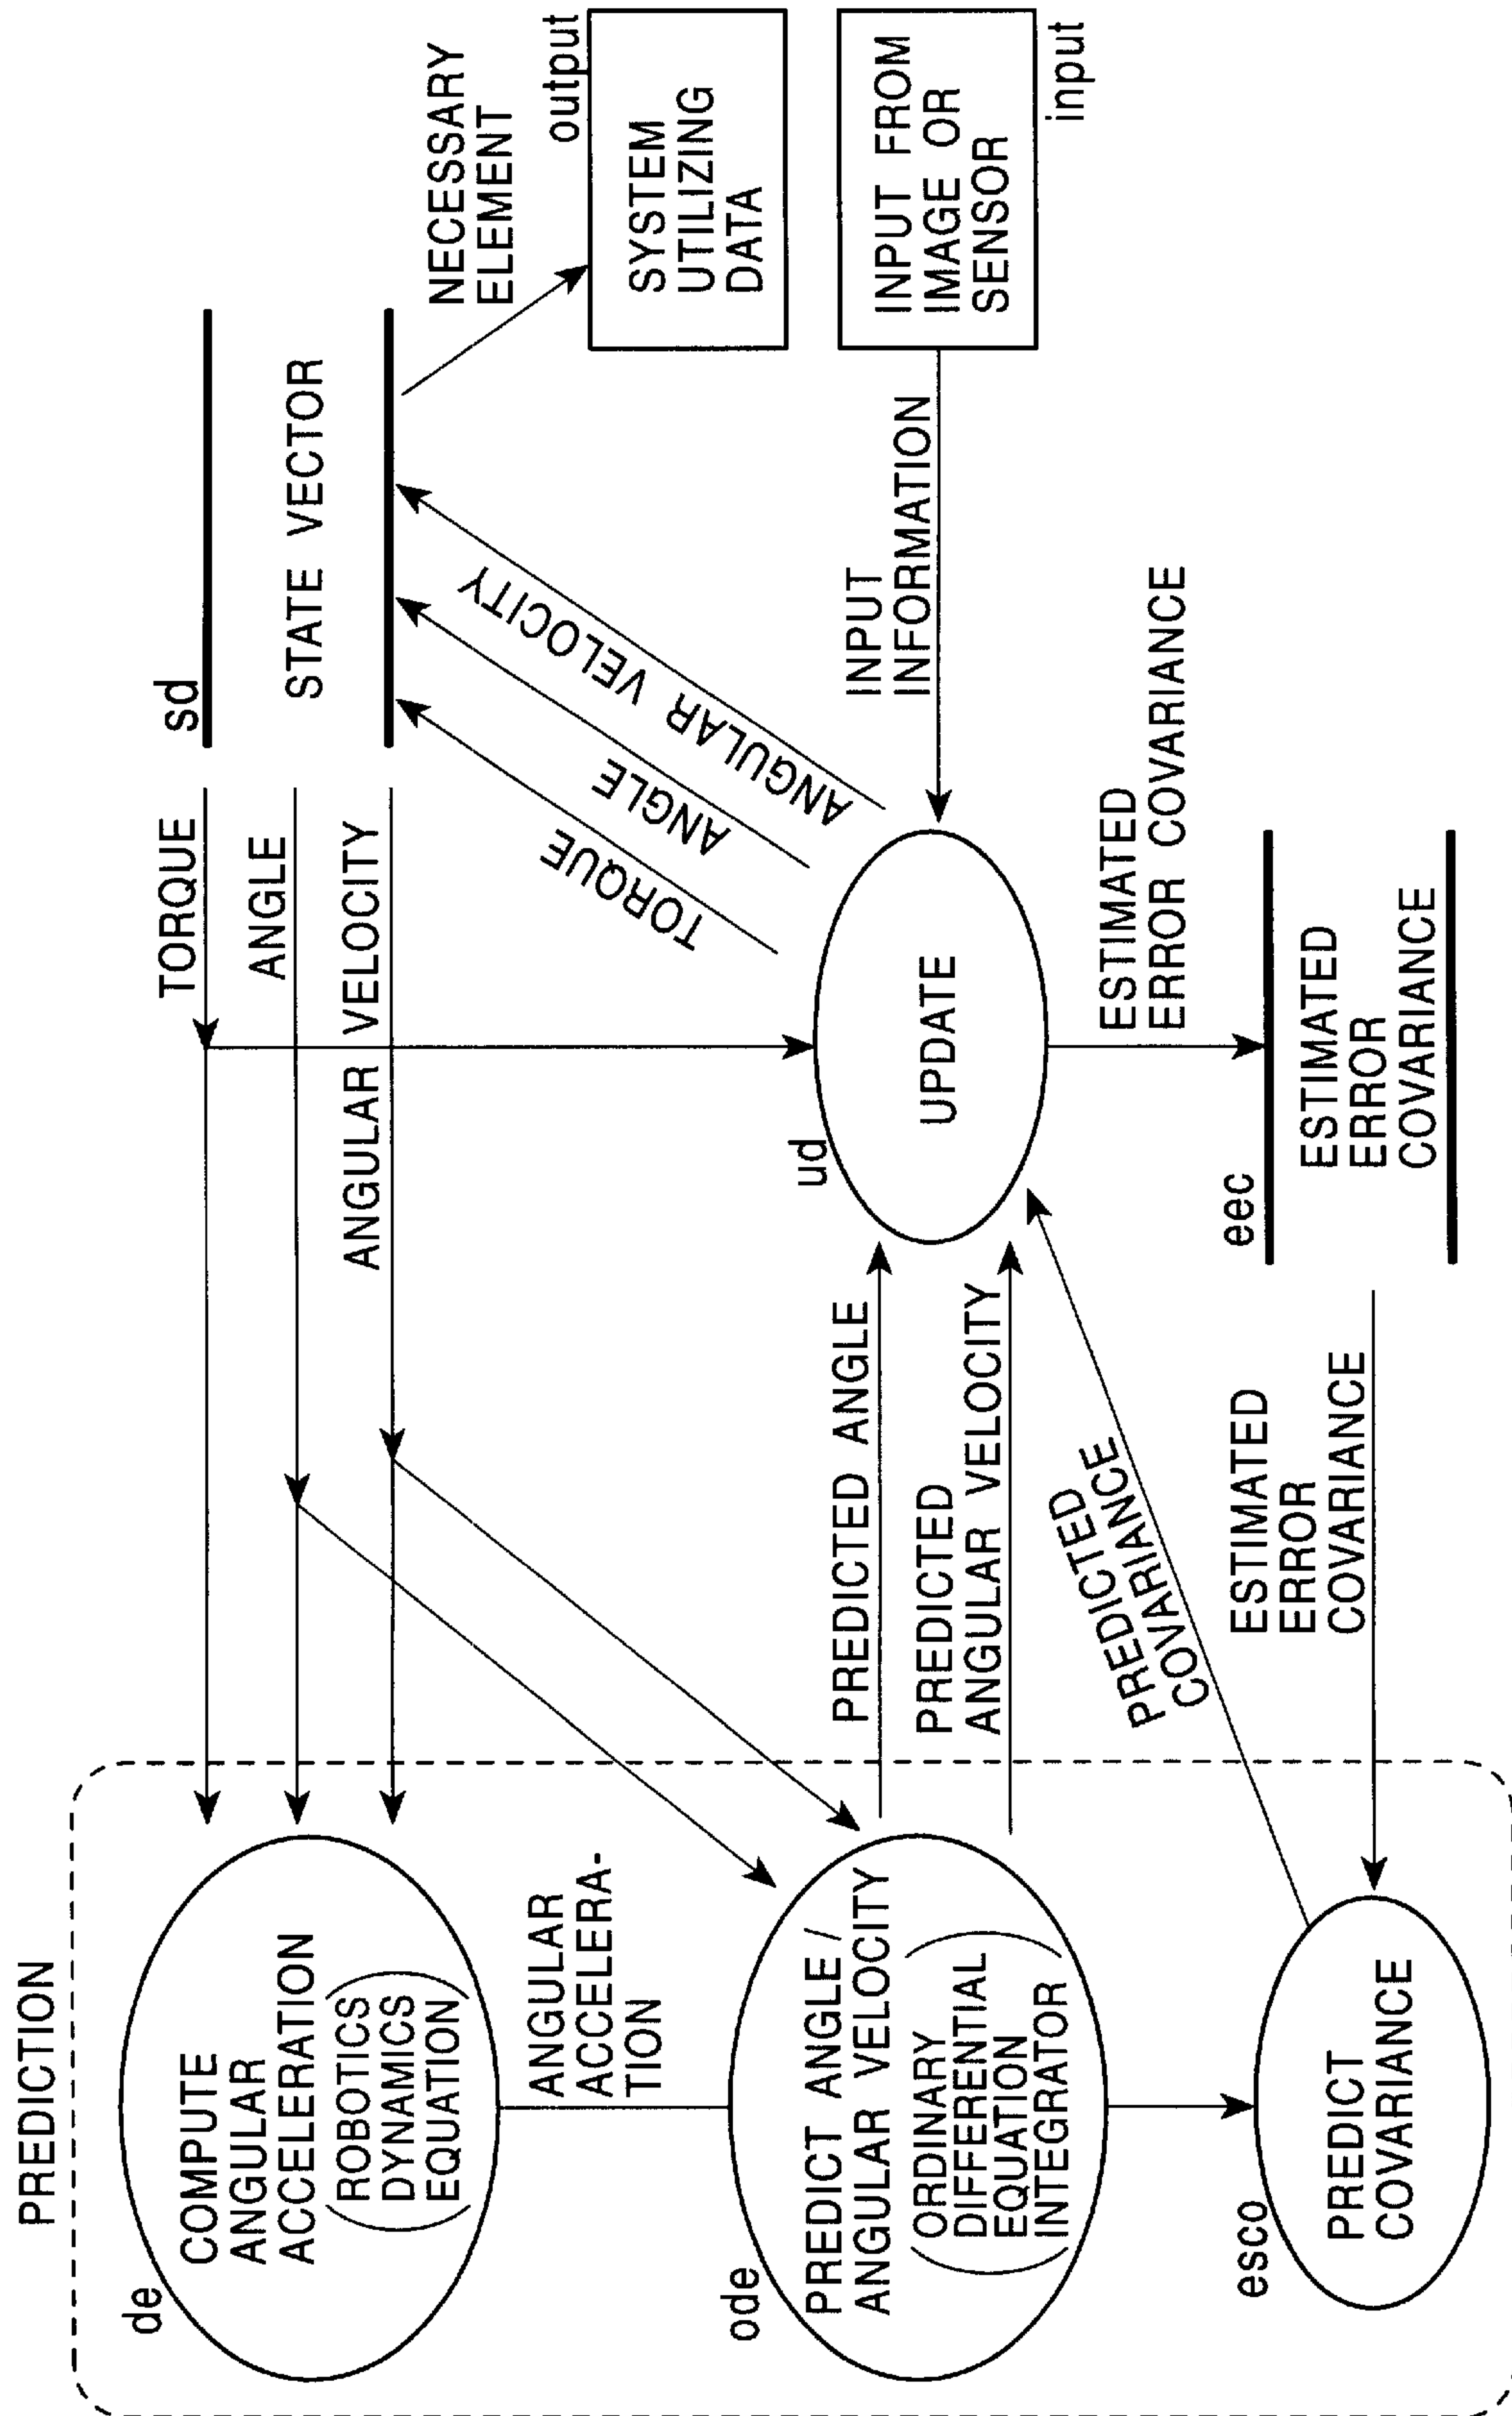 PREDICTION
de
COMPUTE
ANGULAR
ACCELERATION
(ROBOTICS
DYNAMICS
EQUATION)
ANGULAR
ACCELERA-
TION
ode
PREDICT ANGLE /
ANGULAR VELOCITY
(ORDINARY
DIFFERENTIAL
EQUATION
INTEGRATOR)
esco
PREDICT
COVARIANCE
TORQUE
ANGLE
ANGULAR VELOCITY
PREDICTED ANGLE
PREDICTED
ANGULAR VELOCITY
PREDICTED
COVARIANCE
ESTIMATED
ERROR
COVARIANCE
ud
UPDATE
eec
ESTIMATED
ERROR
COVARIANCE
ESTIMATED
ERROR COVARIANCE
TORQUE
ANGLE
ANGULAR VELOCITY
INPUT
INFORMATION
sd
STATE VECTOR
NECESSARY
ELEMENT
output
SYSTEM
UTILIZING
DATA
INPUT FROM
IMAGE OR
SENSOR
input